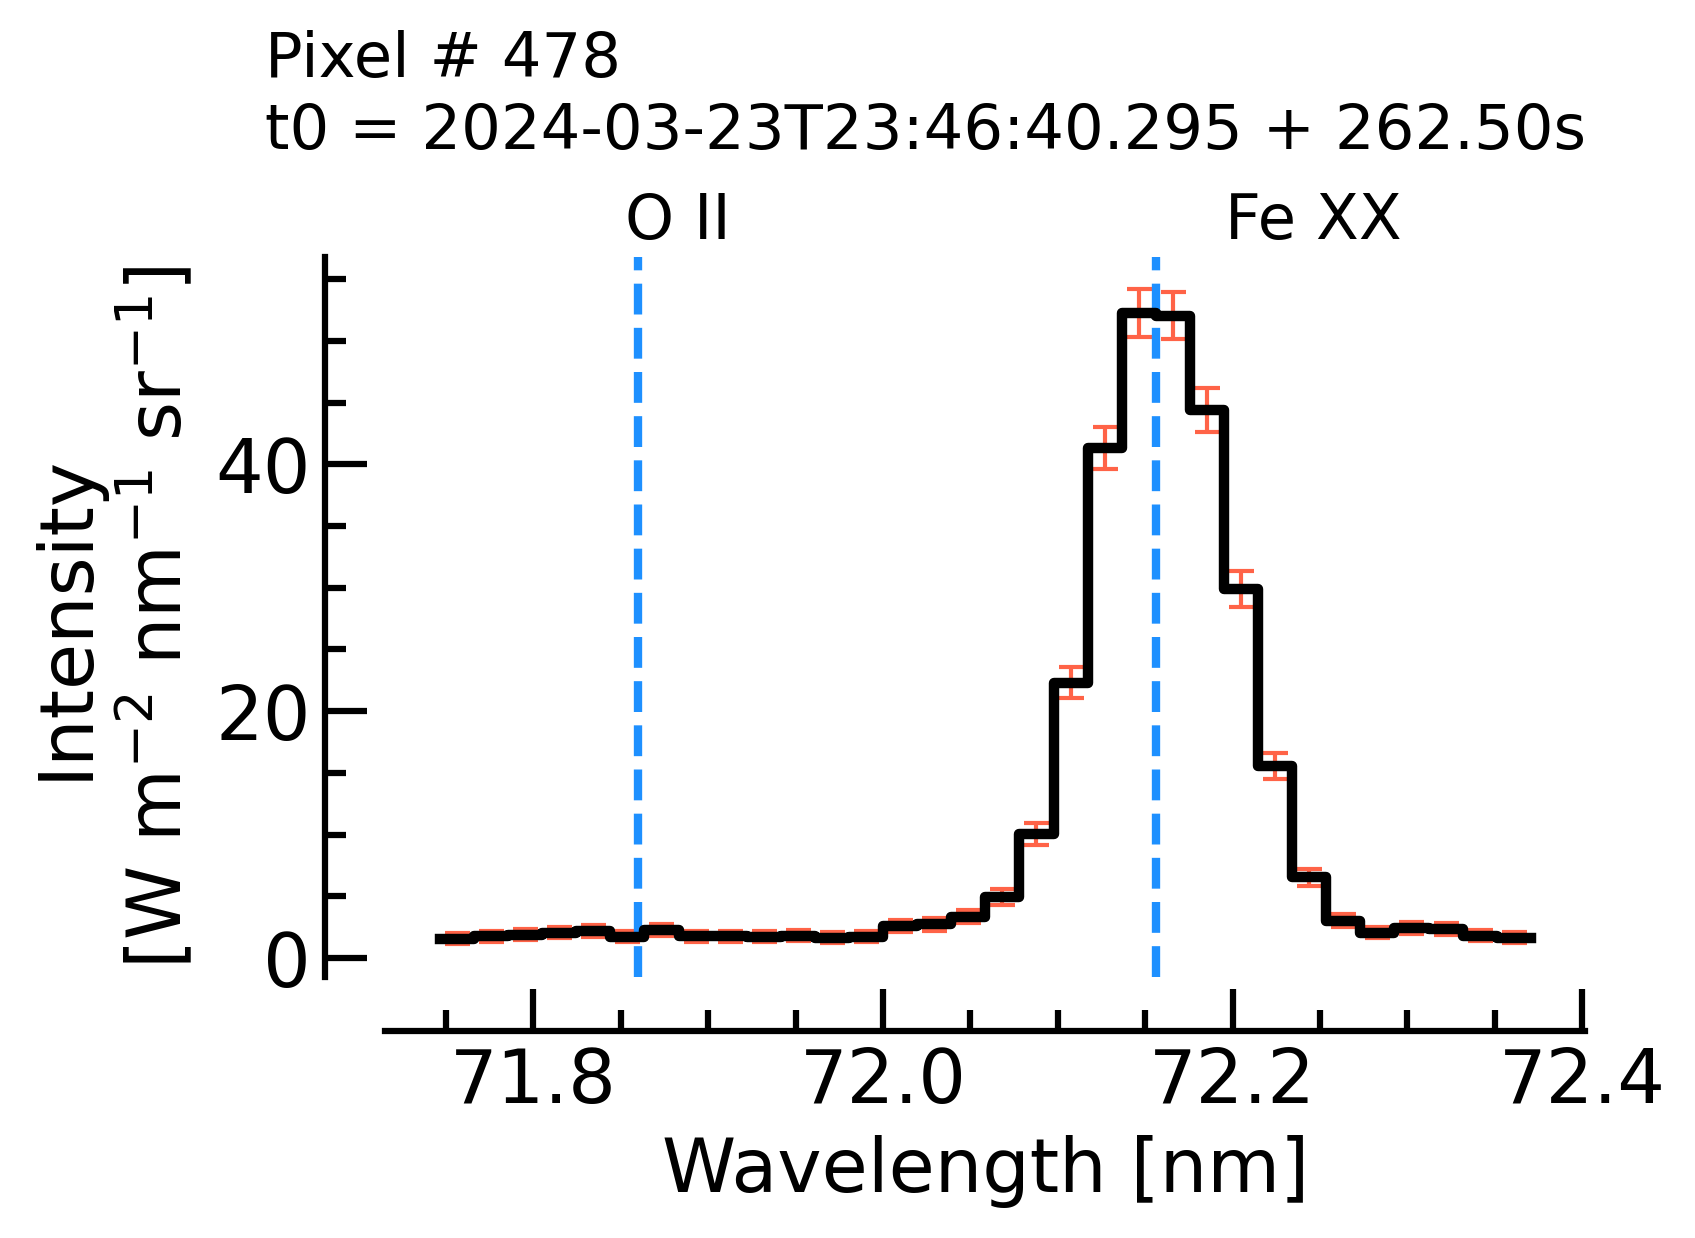 Pixel # 478
t0 = 2024-03-23T23:46:40.295 + 262.50s
O II
Fe XX
Intensity
[W m⁻² nm⁻¹ sr⁻¹]
40
20
0
71.8
72.0
72.2
72.4
Wavelength [nm]